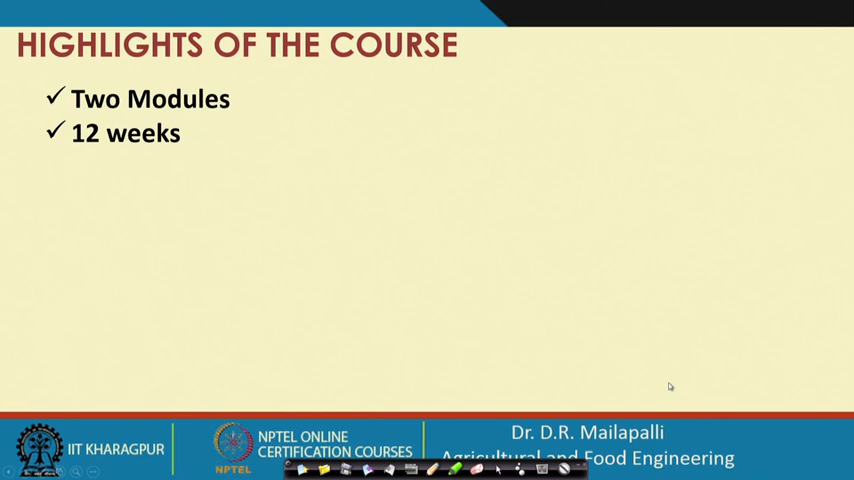 HIGHLIGHTS OF THE COURSE
✓ Two Modules
✓ 12 weeks
IIT KHARAGPUR
NPTEL
NPTEL ONLINE
CERTIFICATION COURSES
Dr. D.R. Mailapalli
Agricultural and Food Engineering